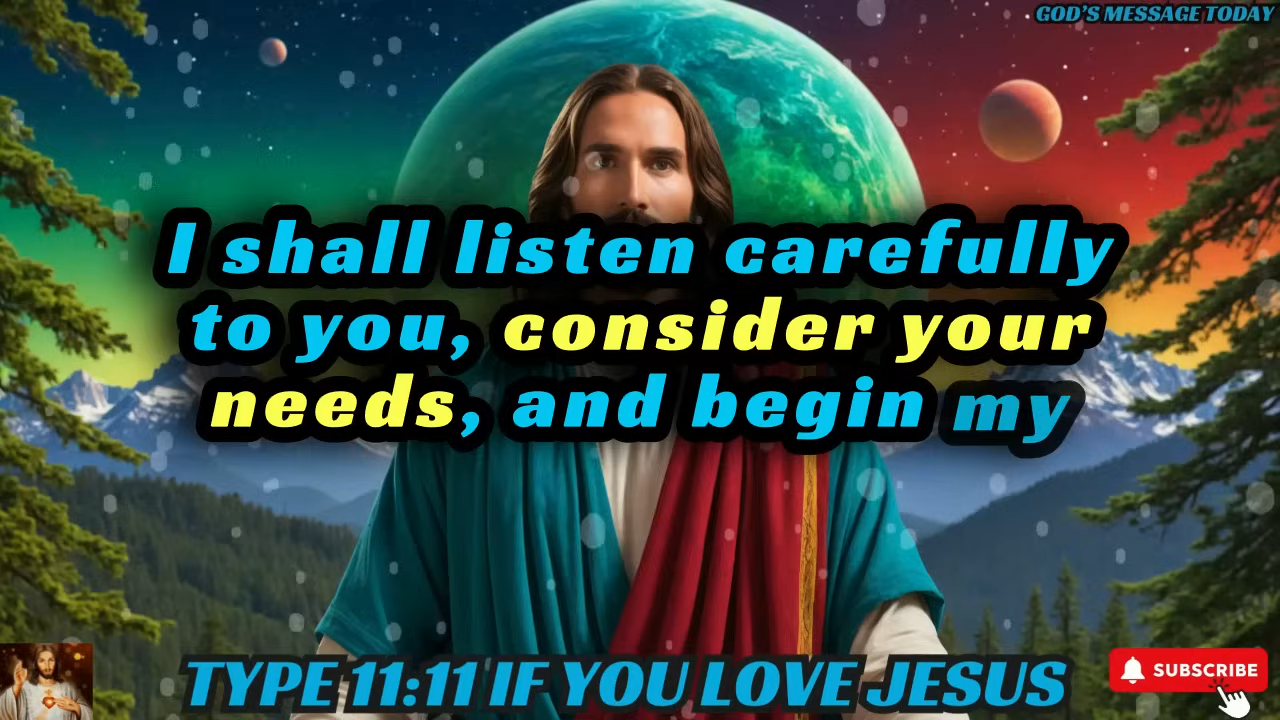 GOD'S MESSAGE TODAY
I shall listen carefully
to you, consider your
needs, and begin my
TYPE 11:11 IF YOU LOVE JESUS
SUBSCRIBE